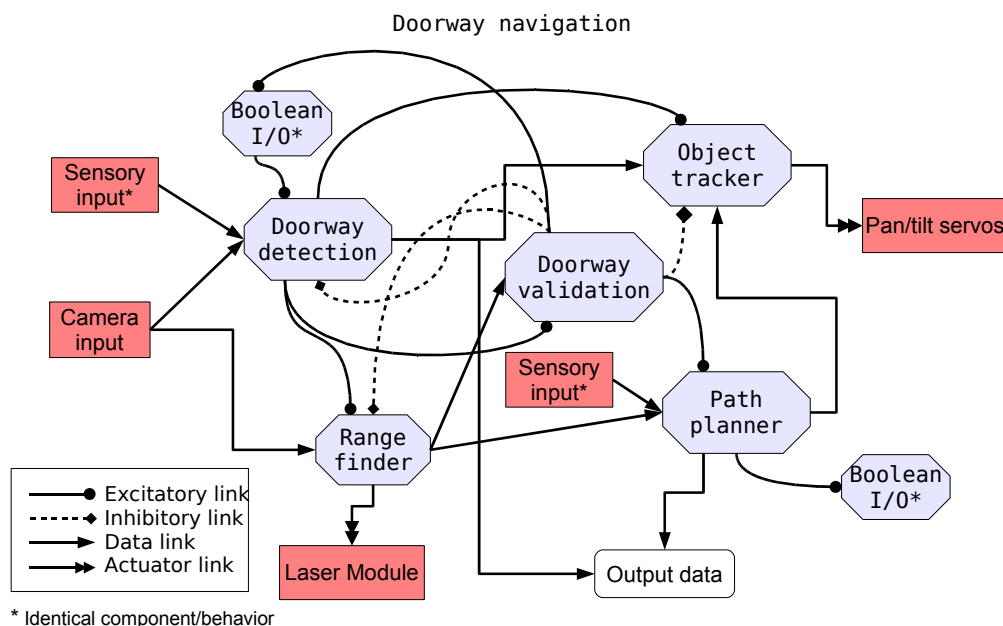 Doorway navigation
Boolean
I/O*
Sensory
input*
Object
tracker
Doorway
detection
Pan/tilt servos
Doorway
validation
Camera
input
Sensory
input*
Path
planner
Range
finder
Boolean
I/O*
Excitatory link
Inhibitory link
Data link
Actuator link
Laser Module
Output data
* Identical component/behavior